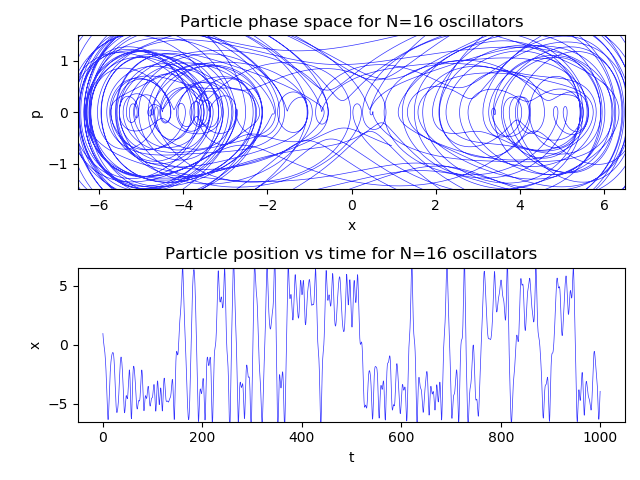 Particle phase space for N=16 oscillators
1
0
−1
p
−6 −4 −2 0 2 4 6
x
Particle position vs time for N=16 oscillators
5
0
−5
x
0 200 400 600 800 1000
t